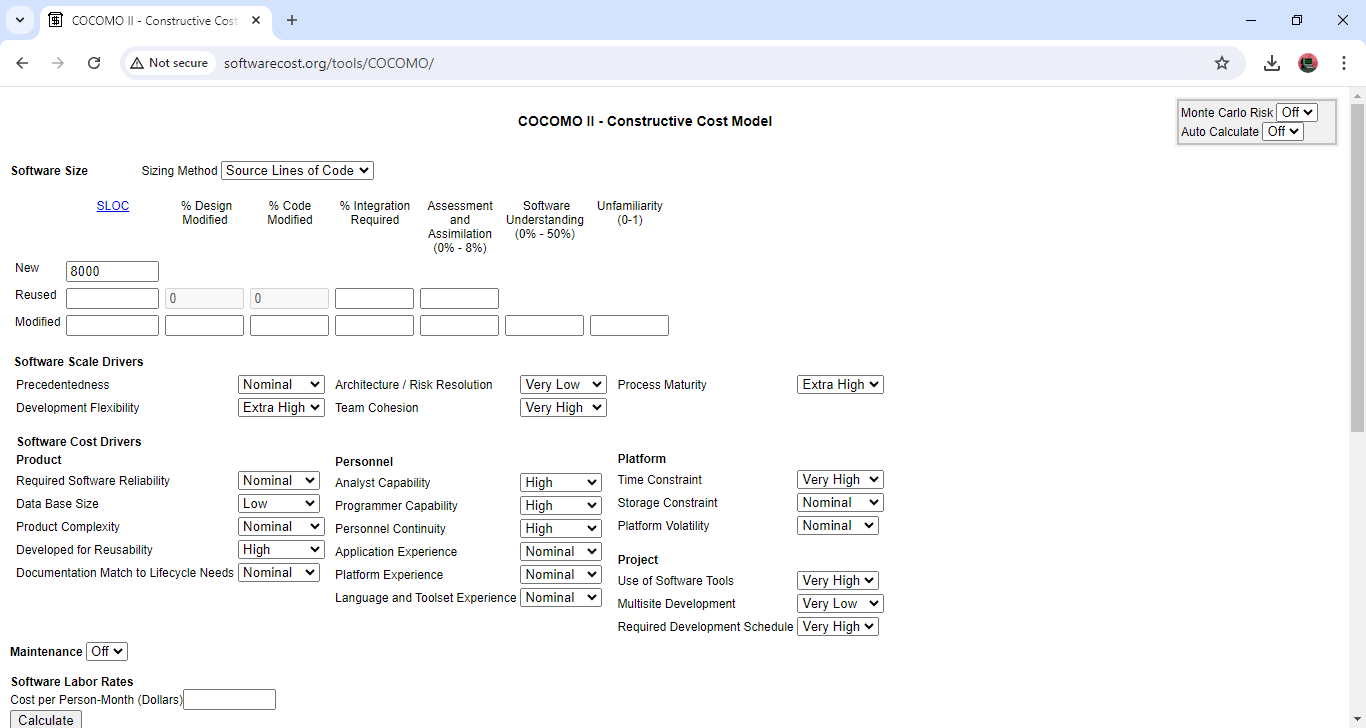 COCOMO II - Constructive Cost
Not secure softwarecost.org/tools/COCOMO/
COCOMO II - Constructive Cost Model
Monte Carlo Risk Off
Auto Calculate Off
Software Size Sizing Method Source Lines of Code
SLOC % Design Modified % Code Modified % Integration Required Assessment and Assimilation (0% - 8%) Software Understanding (0% - 50%) Unfamiliarity (0-1)
New 8000
Reused 0 0
Modified
Software Scale Drivers
Precedentedness Nominal Architecture / Risk Resolution Very Low Process Maturity Extra High
Development Flexibility Extra High Team Cohesion Very High
Software Cost Drivers
Product
Required Software Reliability Nominal
Data Base Size Low
Product Complexity Nominal
Developed for Reusability High
Documentation Match to Lifecycle Needs Nominal
Personnel
Analyst Capability High
Programmer Capability High
Personnel Continuity High
Application Experience Nominal
Platform Experience Nominal
Language and Toolset Experience Nominal
Platform
Time Constraint Very High
Storage Constraint Nominal
Platform Volatility Nominal
Project
Use of Software Tools Very High
Multisite Development Very Low
Required Development Schedule Very High
Maintenance Off
Software Labor Rates
Cost per Person-Month (Dollars)
Calculate